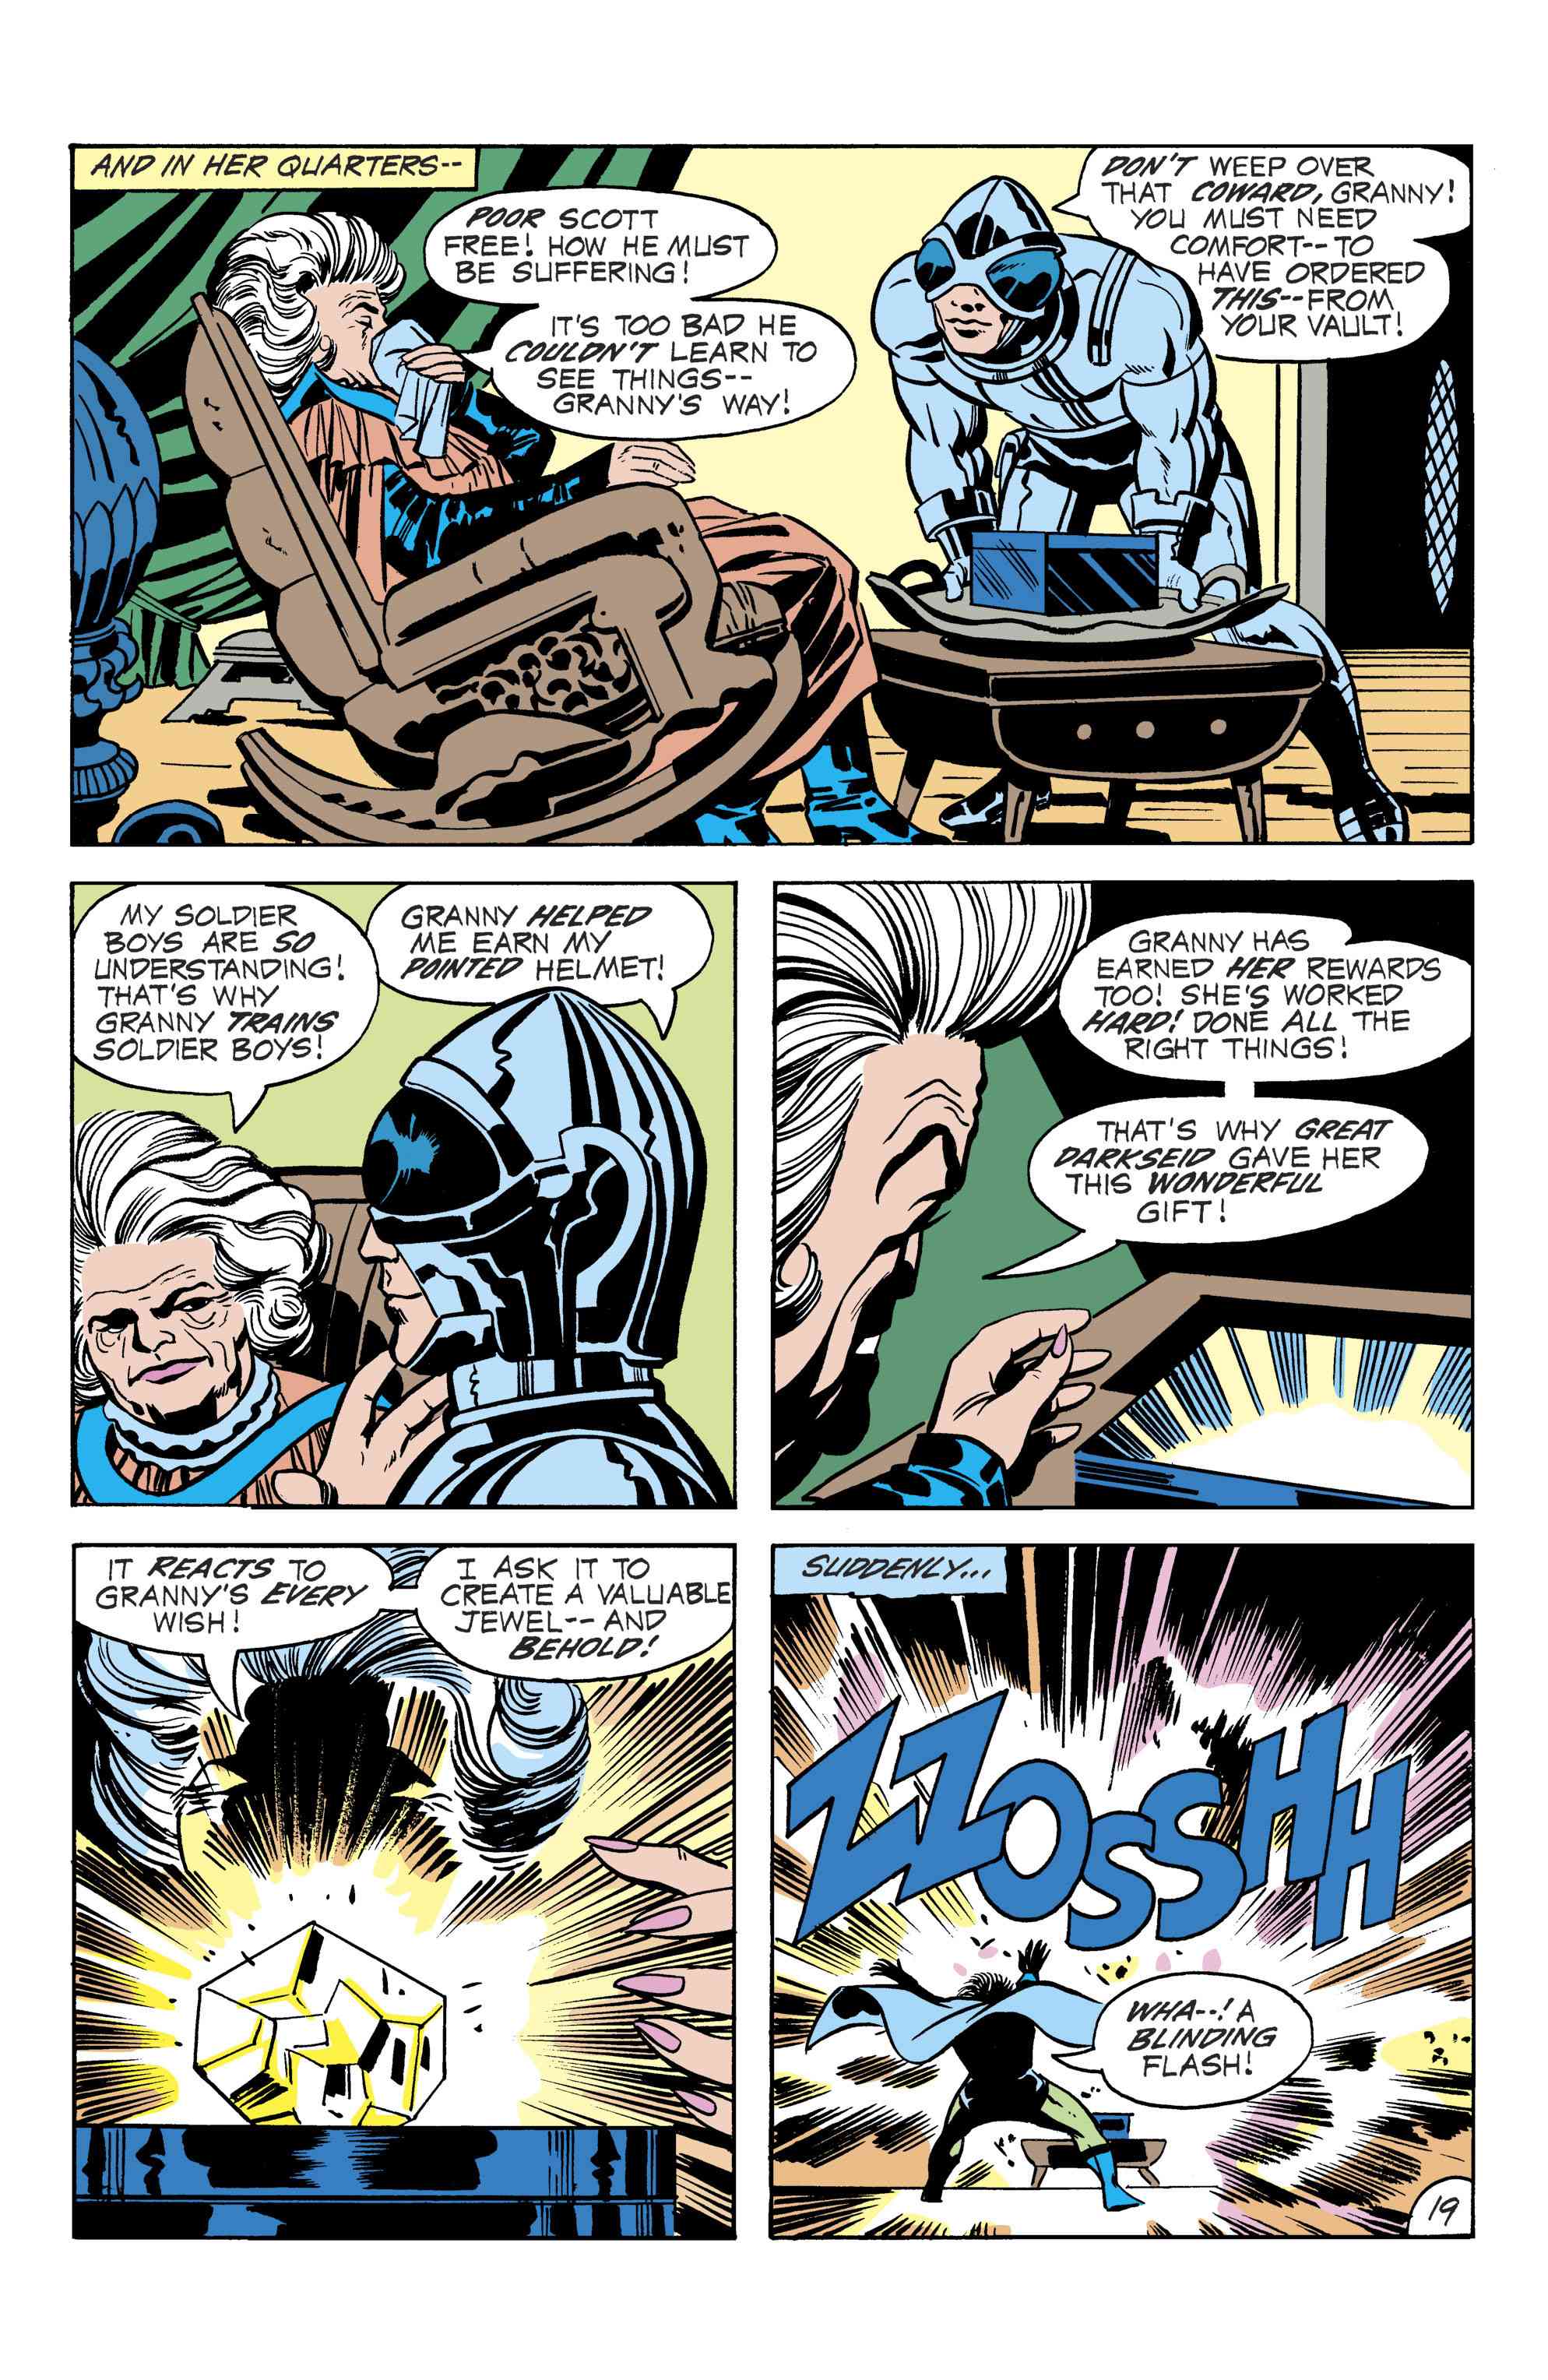 AND IN HER QUARTERS--
POOR SCOTT
FREE! HOW HE MUST
BE SUFFERING!
IT'S TOO BAD HE
COULDN'T LEARN TO
SEE THINGS--
GRANNY'S WAY!
DON'T WEEP OVER
THAT COWARD, GRANNY!
YOU MUST NEED
COMFORT--TO
HAVE ORDERED
THIS--FROM
YOUR VAULT!
MY SOLDIER
BOYS ARE SO
UNDERSTANDING!
THAT'S WHY
GRANNY TRAINS
SOLDIER BOYS!
GRANNY HELPED
ME EARN MY
POINTED HELMET!
GRANNY HAS
EARNED HER REWARDS
TOO! SHE'S WORKED
HARD! DONE ALL THE
RIGHT THINGS!
THAT'S WHY GREAT
DARKSEID GAVE HER
THIS WONDERFUL
GIFT!
IT REACTS TO
GRANNY'S EVERY
WISH!
I ASK IT TO
CREATE A VALUABLE
JEWEL--AND
BEHOLD!
SUDDENLY...
ZZOSSHHH
WHA--! A
BLINDING
FLASH!
19